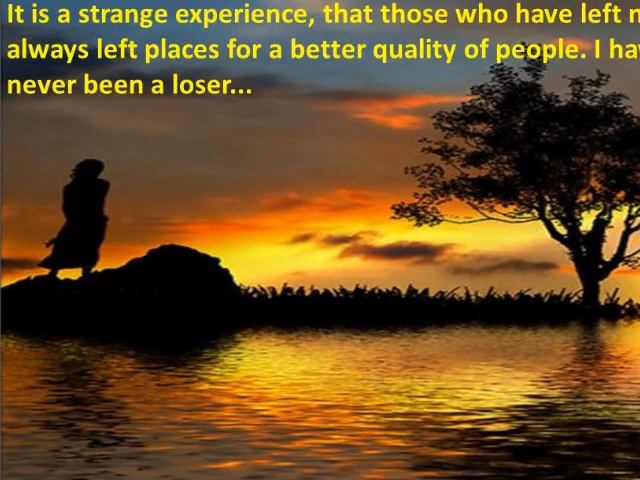 It is a strange experience, that those who have left
always left places for a better quality of people. I
never been a loser...